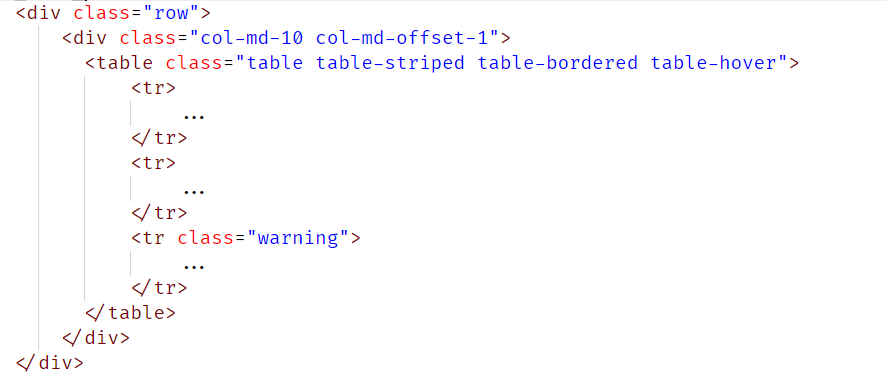 <div class="row">
<div class="col-md-10 col-md-offset-1">
<table class="table table-striped table-bordered table-hover">
<tr>
...
</tr>
<tr>
...
</tr>
<tr class="warning">
...
</tr>
</table>
</div>
</div>